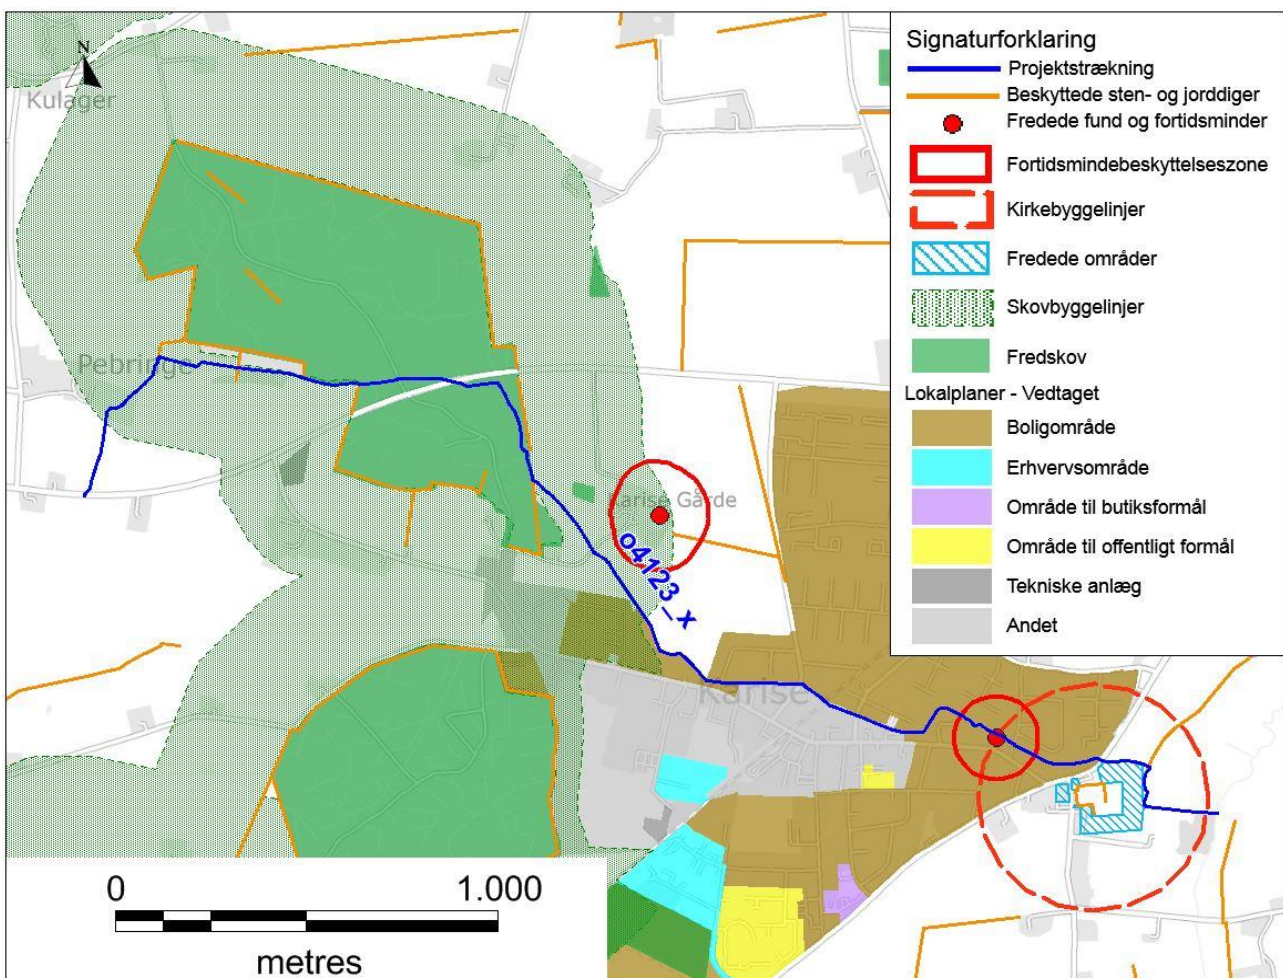 N
Kulager
Pebringe
Karise Gårde
o4123_x
Karise
Signaturforklaring
Projektstrækning
Beskyttede sten- og jorddiger
Fredede fund og fortidsminder
Fortidsmindebeskyttelseszone
Kirkebyggelinjer
Fredede områder
Skovbyggelinjer
Fredskov
Lokalplaner - Vedtaget
Boligområde
Erhvervsområde
Område til butiksformål
Område til offentligt formål
Tekniske anlæg
Andet
0 1.000
metres